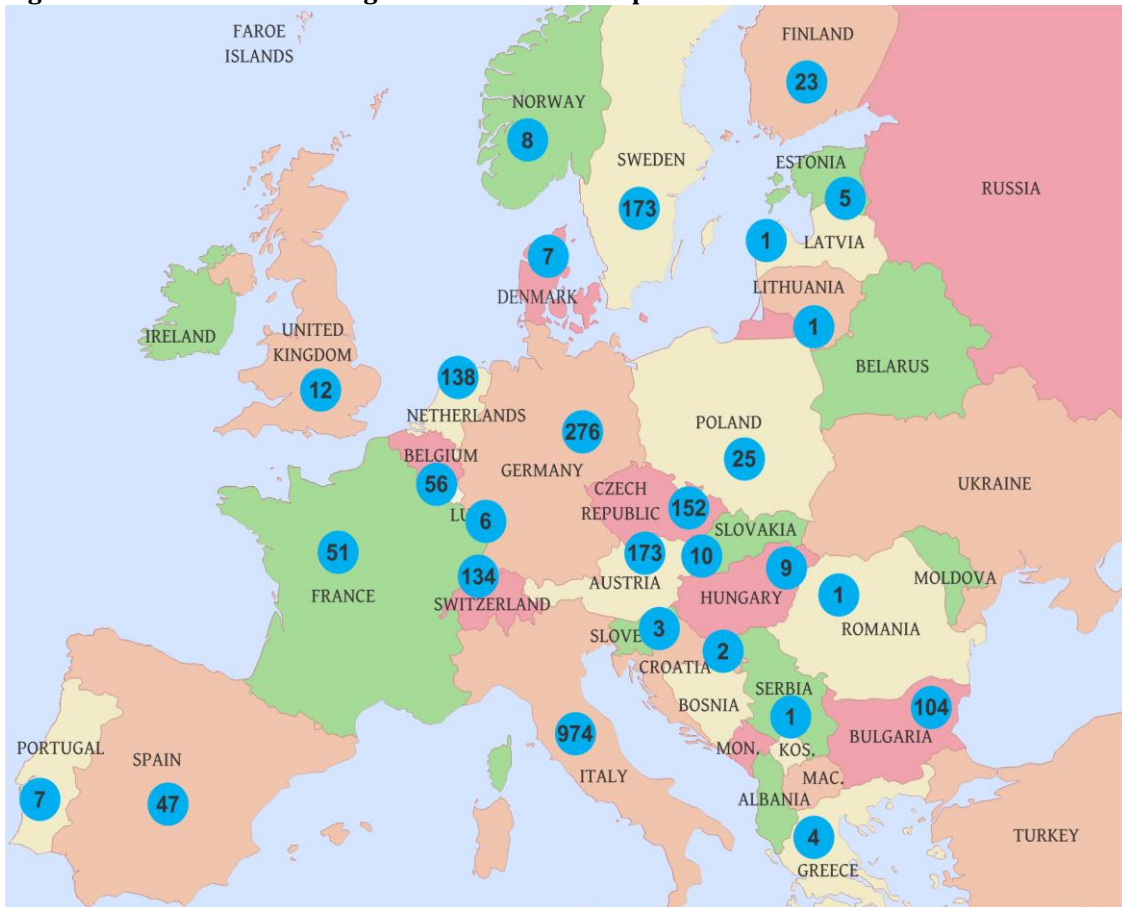 FAROE
ISLANDS
FINLAND
23
NORWAY
8
SWEDEN
173
ESTONIA
5
RUSSIA
1
LATVIA
7
DENMARK
LITHUANIA
1
IRELAND
UNITED
KINGDOM
12
BELARUS
138
NETHERLANDS
276
POLAND
25
BELGIUM
56
GERMANY
CZECH
REPUBLIC
152
UKRAINE
LU
6
SLOVAKIA
10
51
FRANCE
173
AUSTRIA
134
SWITZERLAND
9
HUNGARY
MOLDOVA
1
ROMANIA
SLOVE
3
CROATIA
2
BOSNIA
SERBIA
1
104
BULGARIA
MON.
KOS.
974
ITALY
MAC.
ALBANIA
PORTUGAL
7
SPAIN
47
4
GREECE
TURKEY